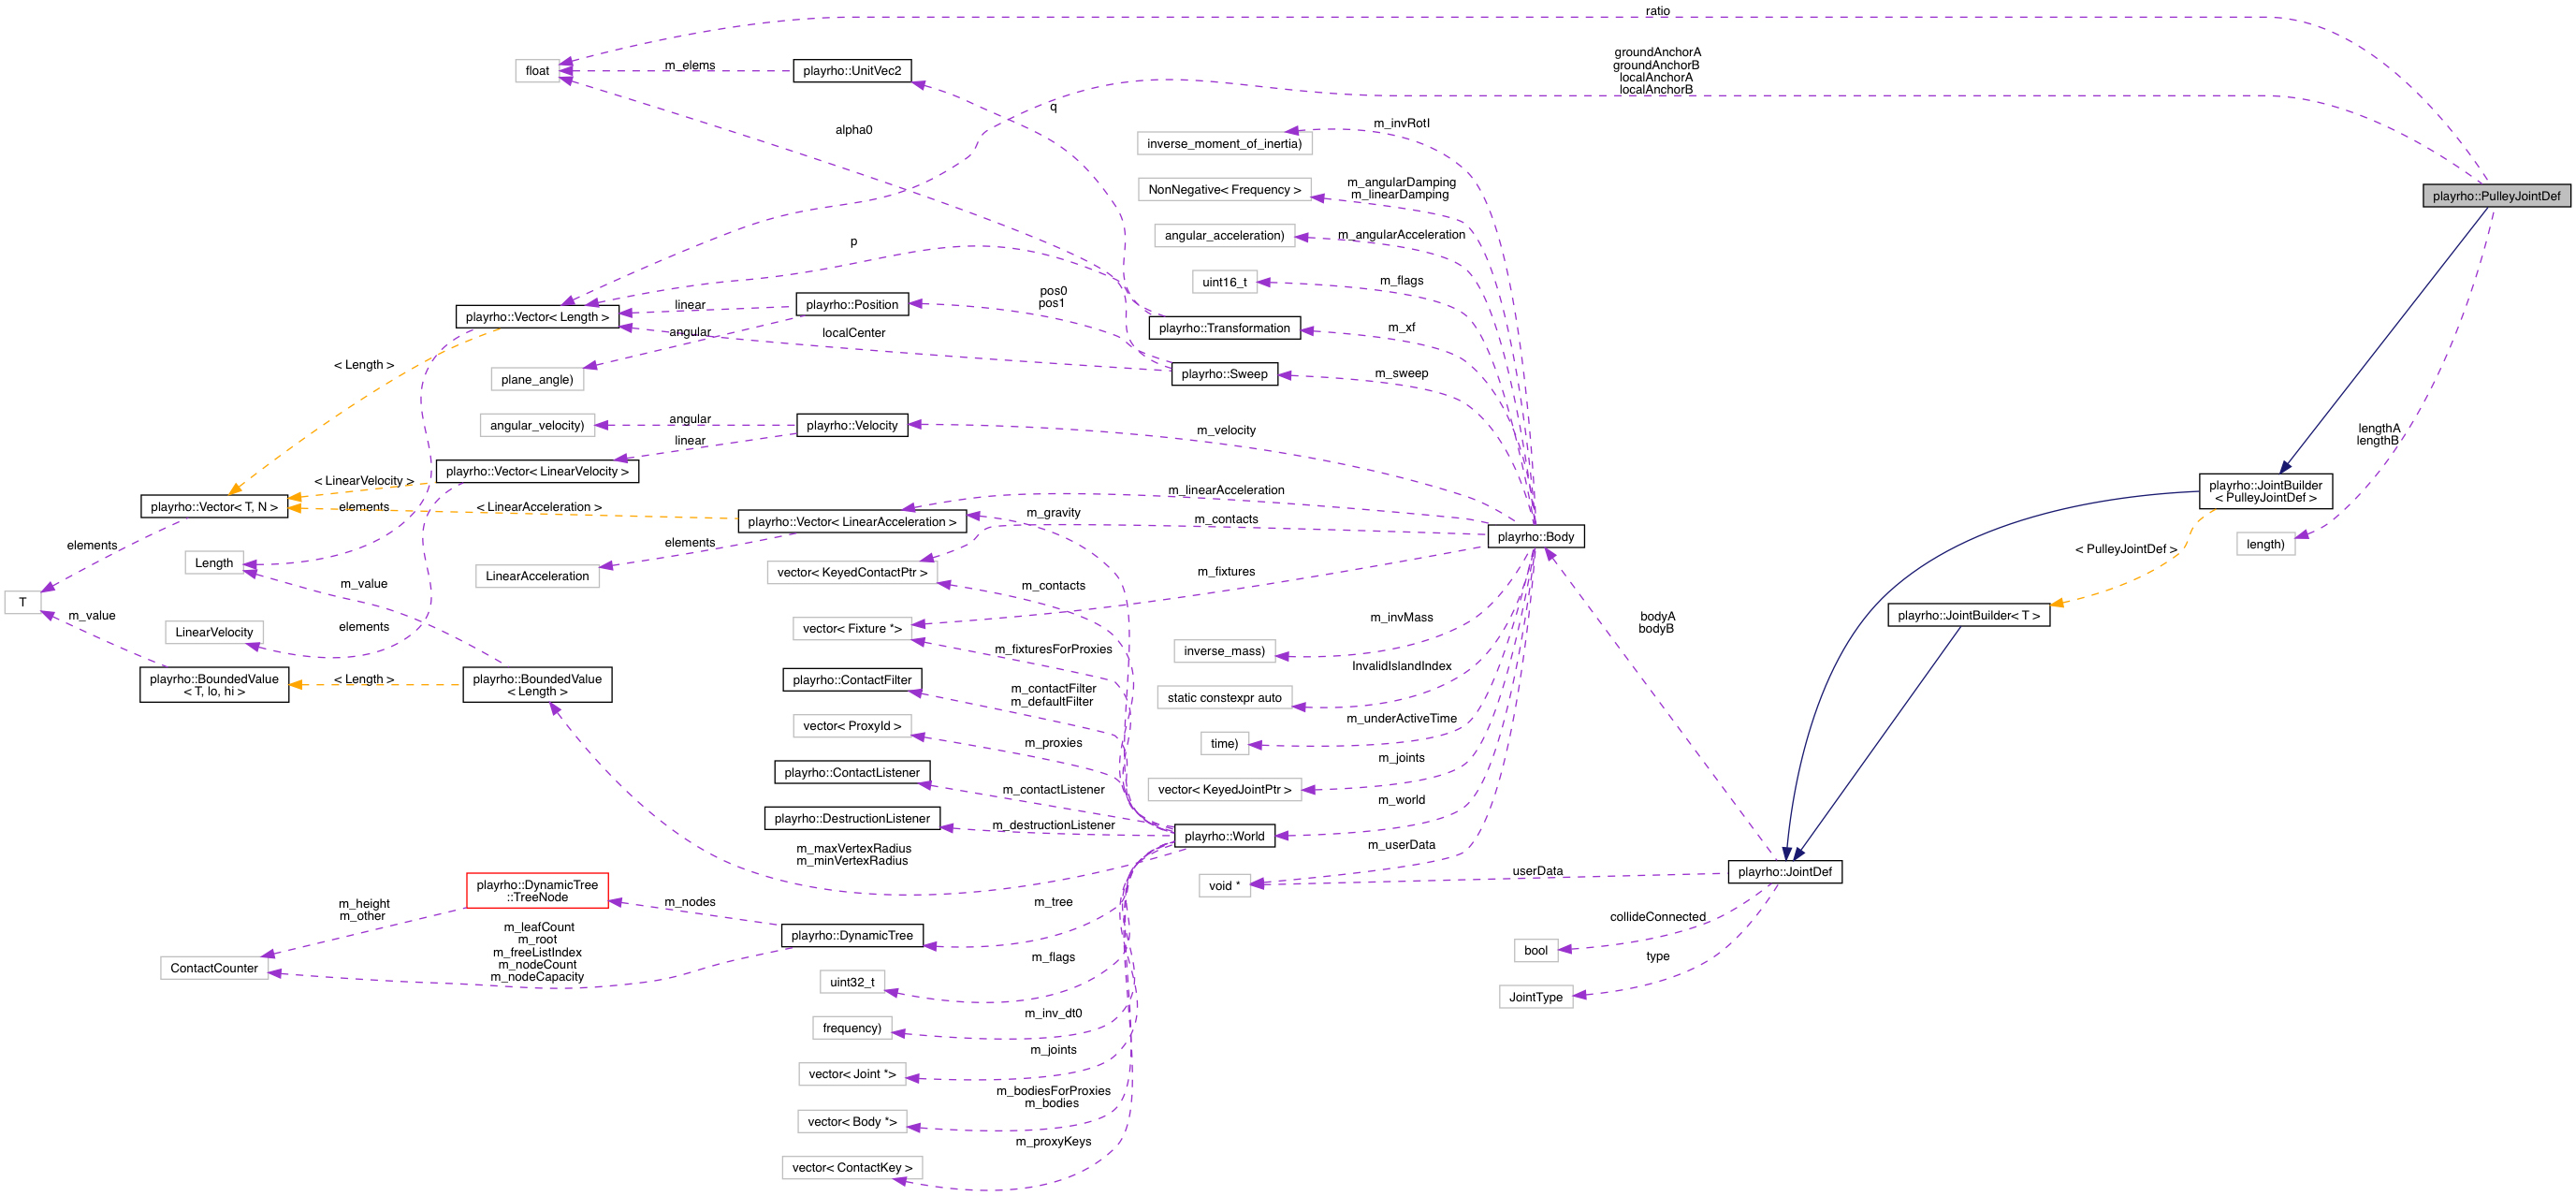 ratio
groundAnchorA
groundAnchorB
localAnchorA
localAnchorB
float
m_elems
playrho::UnitVec2
q
alpha0
m_invRotI
inverse_moment_of_inertia)
NonNegative< Frequency >
m_angularDamping
m_linearDamping
playrho::PulleyJointDef
angular_acceleration)
m_angularAcceleration
p
uint16_t
m_flags
pos0
pos1
playrho::Position
linear
playrho::Vector< Length >
angular
localCenter
playrho::Transformation
m_xf
< Length >
plane_angle)
playrho::Sweep
m_sweep
angular_velocity)
angular
playrho::Velocity
m_velocity
linear
lengthA
lengthB
playrho::Vector< LinearVelocity >
< LinearVelocity >
playrho::JointBuilder
< PulleyJointDef >
m_linearAcceleration
playrho::Vector< T, N >
elements
< LinearAcceleration >
playrho::Vector< LinearAcceleration >
m_gravity
m_contacts
playrho::Body
length)
elements
elements
< PulleyJointDef >
Length
LinearAcceleration
vector< KeyedContactPtr >
m_fixtures
m_value
m_contacts
T
m_value
playrho::JointBuilder< T >
bodyA
bodyB
m_invMass
LinearVelocity
elements
vector< Fixture *>
m_fixturesForProxies
inverse_mass)
InvalidIslandIndex
playrho::BoundedValue
< T, lo, hi >
< Length >
playrho::BoundedValue
< Length >
playrho::ContactFilter
m_contactFilter
m_defaultFilter
static constexpr auto
vector< ProxyId >
m_underActiveTime
m_proxies
time)
m_joints
playrho::ContactListener
m_contactListener
vector< KeyedJointPtr >
m_world
playrho::DestructionListener
m_destructionListener
playrho::World
m_maxVertexRadius
m_minVertexRadius
m_userData
void *
userData
playrho::JointDef
playrho::DynamicTree
::TreeNode
m_height
m_other
m_nodes
m_tree
m_leafCount
m_root
m_freeListIndex
m_nodeCount
m_nodeCapacity
collideConnected
playrho::DynamicTree
bool
m_flags
type
ContactCounter
uint32_t
JointType
m_inv_dt0
frequency)
m_joints
vector< Joint *>
m_bodiesForProxies
m_bodies
vector< Body *>
m_proxyKeys
vector< ContactKey >